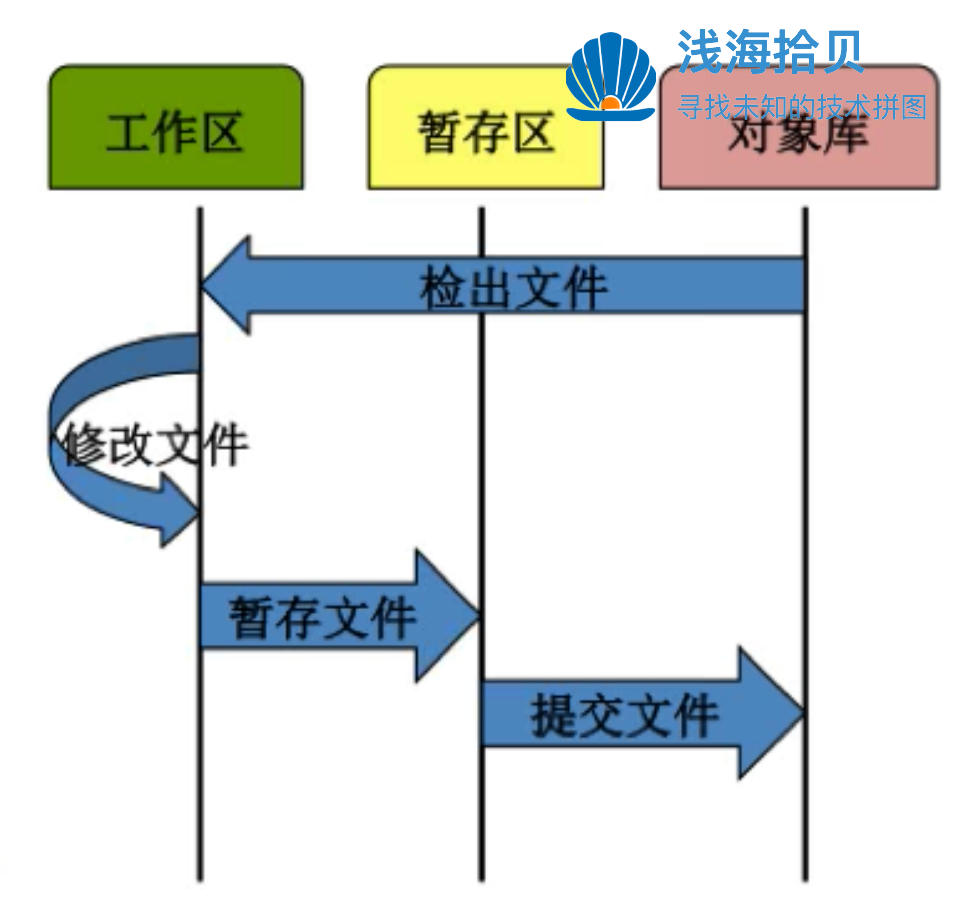 浅海拾贝
寻找未知的技术拼图
工作区
暂存区
对象库
检出文件
修改文件
暂存文件
提交文件